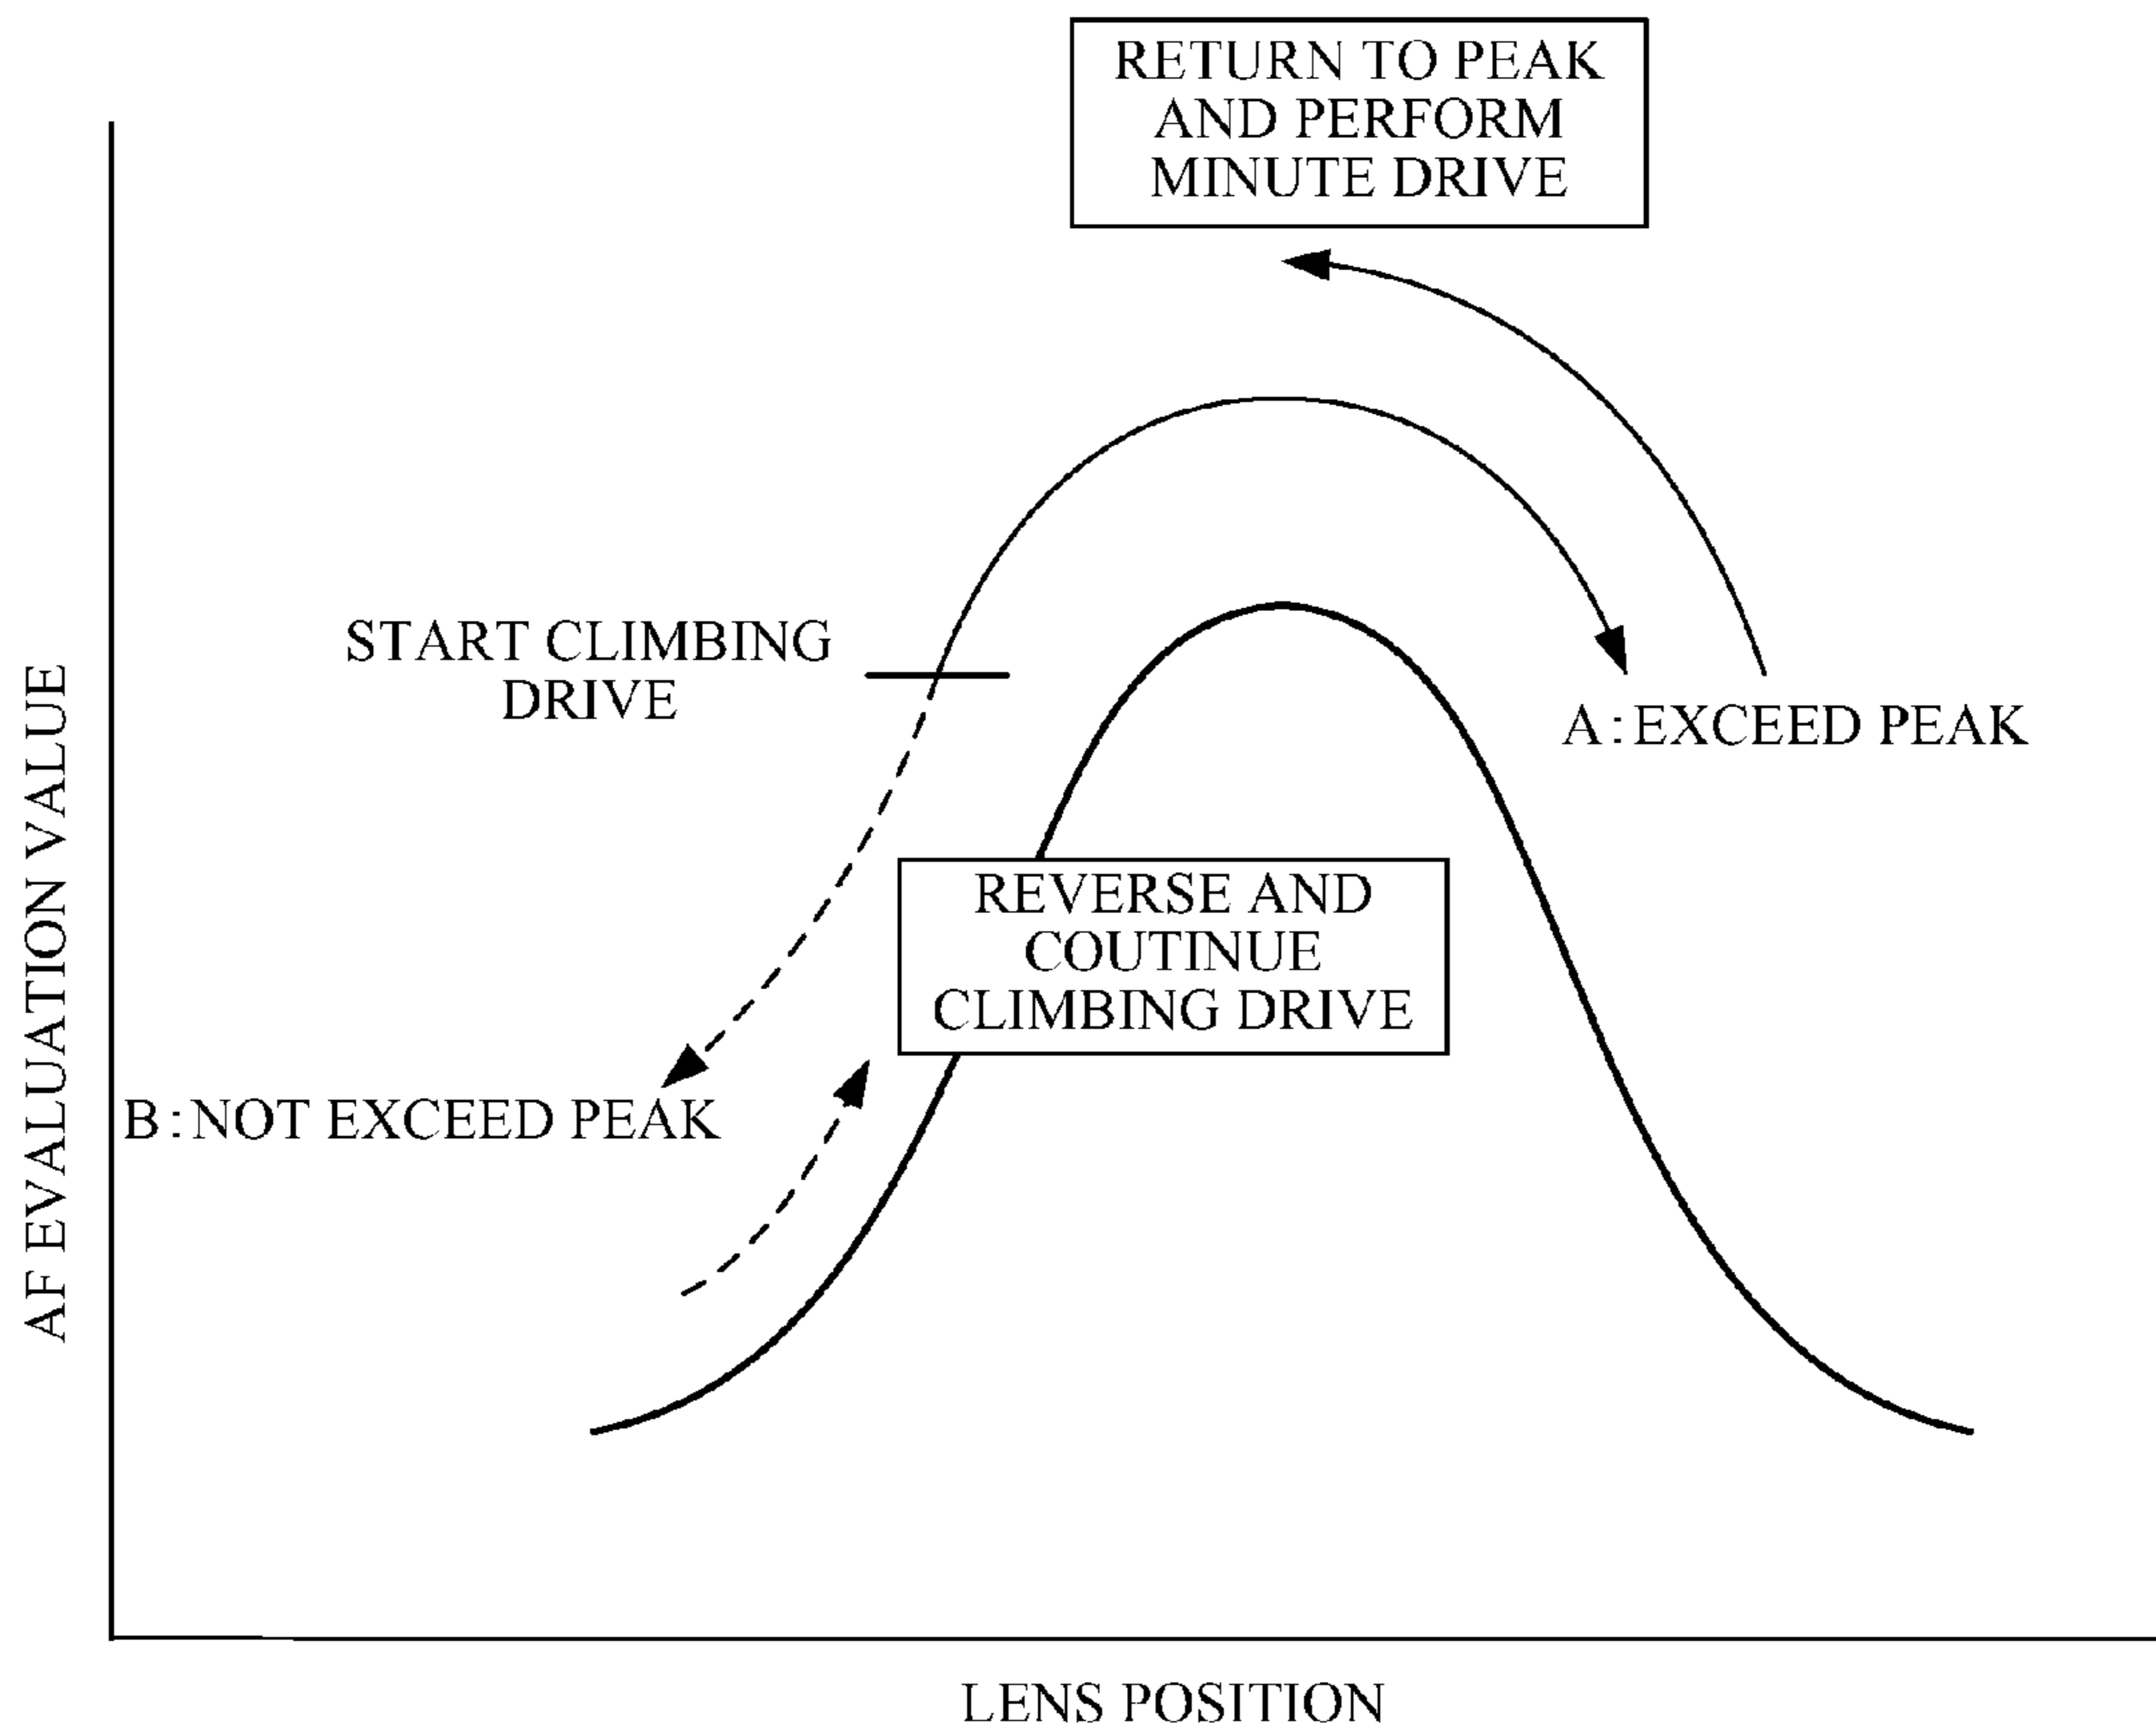 RETURN TO PEAK
AND PERFORM
MINUTE DRIVE
START CLIMBING
DRIVE
A:EXCEED PEAK
REVERSE AND
COUTINUE
CLIMBING DRIVE
B:NOT EXCEED PEAK
AF EVALUATION VALUE
LENS POSITION